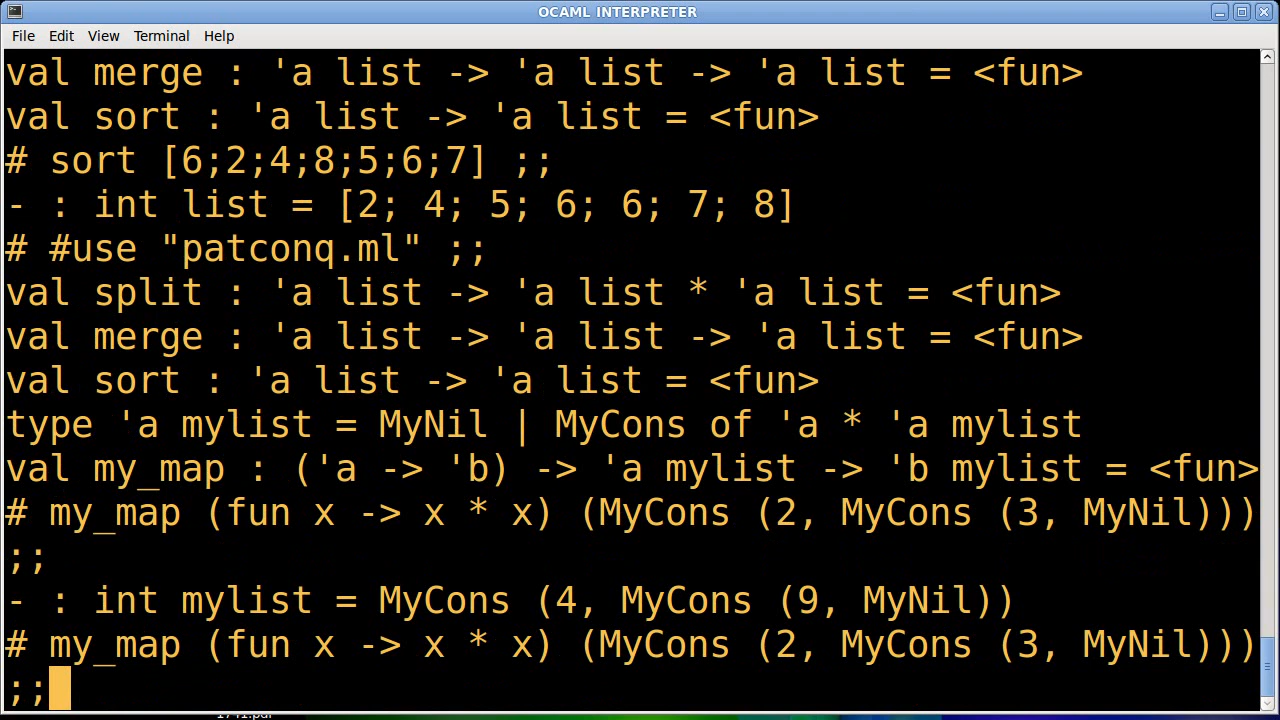 OCAML INTERPRETER
File Edit View Terminal Help
val merge : 'a list -> 'a list -> 'a list = <fun>
val sort : 'a list -> 'a list = <fun>
# sort [6;2;4;8;5;6;7] ;;
- : int list = [2; 4; 5; 6; 6; 7; 8]
# #use "patconq.ml" ;;
val split : 'a list -> 'a list * 'a list = <fun>
val merge : 'a list -> 'a list -> 'a list = <fun>
val sort : 'a list -> 'a list = <fun>
type 'a mylist = MyNil | MyCons of 'a * 'a mylist
val my_map : ('a -> 'b) -> 'a mylist -> 'b mylist = <fun>
# my_map (fun x -> x * x) (MyCons (2, MyCons (3, MyNil)))
;;
- : int mylist = MyCons (4, MyCons (9, MyNil))
# my_map (fun x -> x * x) (MyCons (2, MyCons (3, MyNil)))
;;